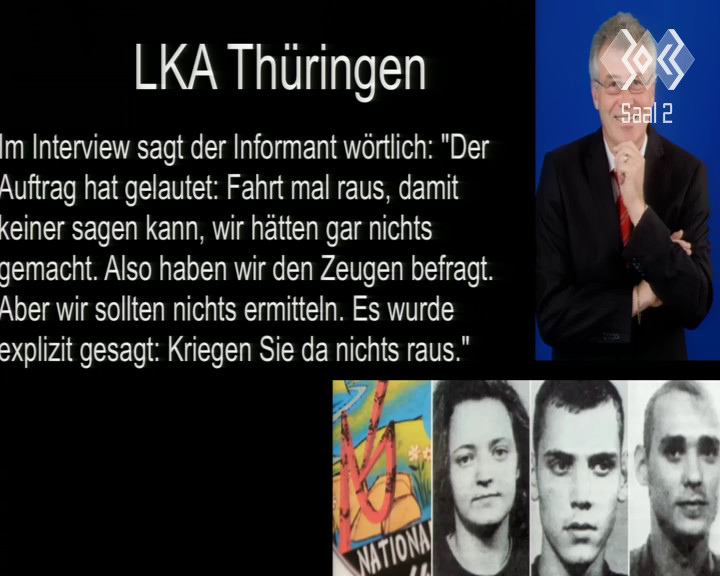 LKA Thüringen
Im Interview sagt der Informant wörtlich: "Der
Auftrag hat gelautet: Fahrt mal raus, damit
keiner sagen kann, wir hätten gar nichts
gemacht. Also haben wir den Zeugen befragt.
Aber wir sollten nichts ermitteln. Es wurde
explizit gesagt: Kriegen Sie da nichts raus."
Saal 2
NATIONA